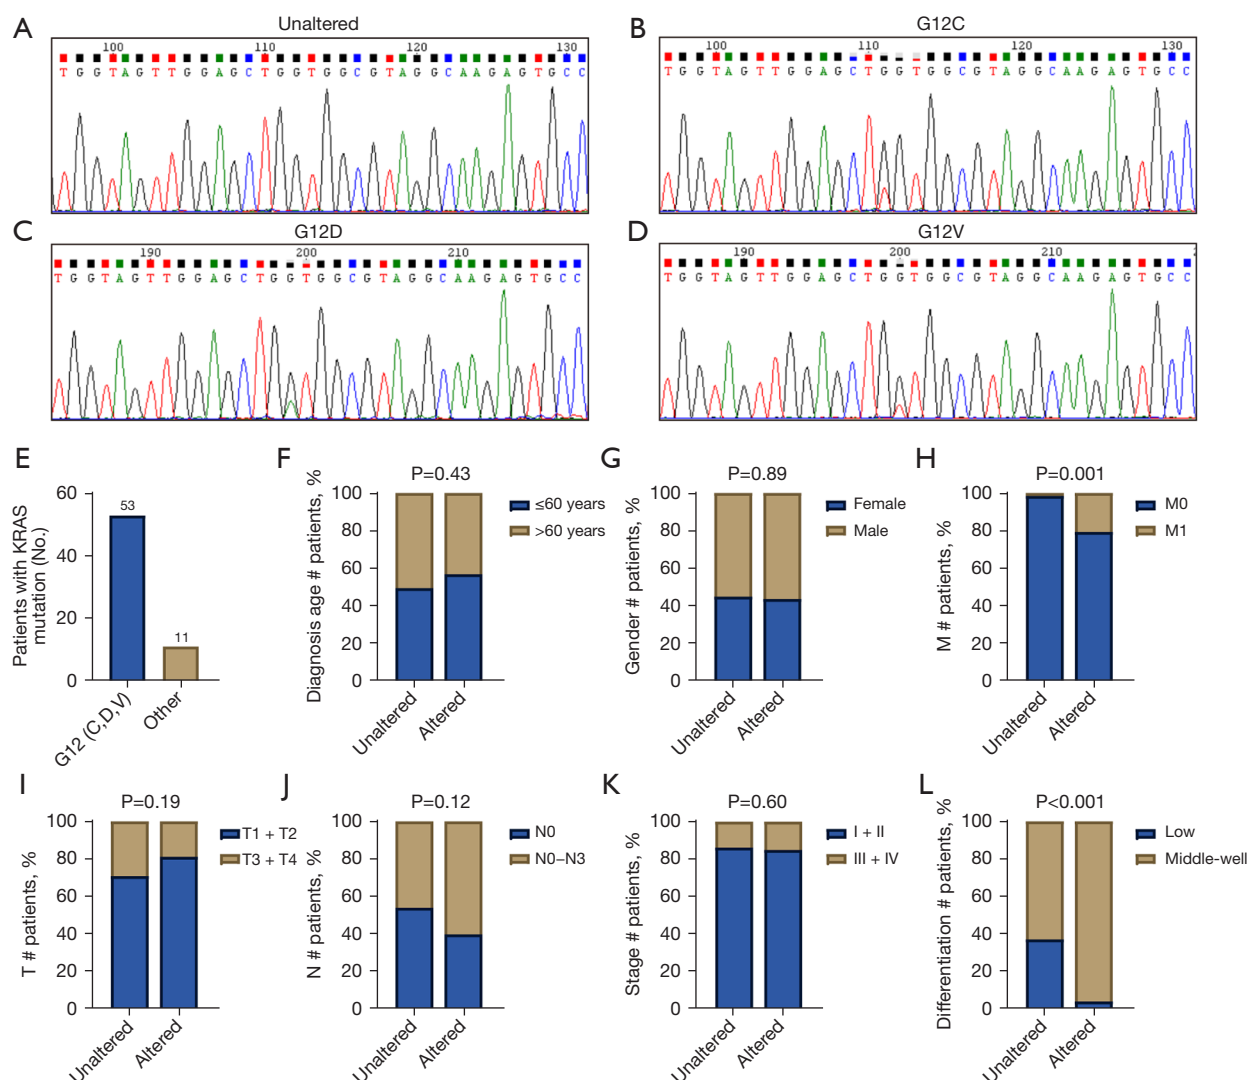 A
Unaltered
100 110 120 130
T G G T A G T T G G A G C T G G T G G C G T A G G C A A G A G T G C C
B
G12C
100 110 120 130
T G G T A G T T G G A G C T G G T G G C G T A G G C A A G A G T G C C
C
G12D
190 200 210
T G G T A G T T G G A G C T G G T G G C G T A G G C A A G A G T G C C
D
G12V
190 200 210
T G G T A G T T G G A G C T G G T G G C G T A G G C A A G A G T G C C
E
Patients with KRAS
mutation (No.)
60
40
20
0
53
11
G12 (C,D,V)
Other
F
P=0.43
Diagnosis age # patients, %
100
80
60
40
20
0
Unaltered
Altered
≤60 years
>60 years
G
P=0.89
Gender # patients, %
100
80
60
40
20
0
Unaltered
Altered
Female
Male
H
P=0.001
M # patients, %
100
80
60
40
20
0
Unaltered
Altered
M0
M1
I
P=0.19
T # patients, %
100
80
60
40
20
0
Unaltered
Altered
T1 + T2
T3 + T4
J
P=0.12
N # patients, %
100
80
60
40
20
0
Unaltered
Altered
N0
N0–N3
K
P=0.60
Stage # patients, %
100
80
60
40
20
0
Unaltered
Altered
I + II
III + IV
L
P<0.001
Differentiation # patients, %
100
80
60
40
20
0
Unaltered
Altered
Low
Middle-well